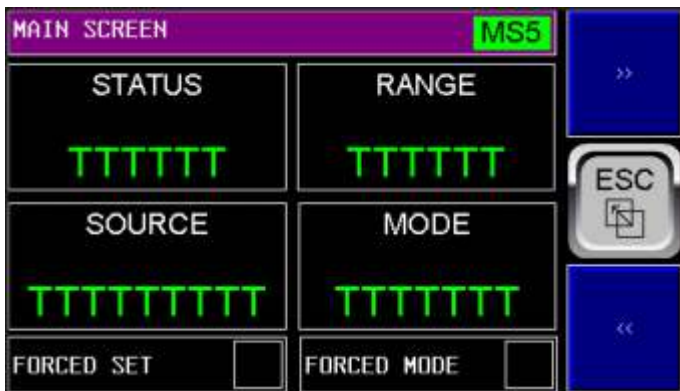 MAIN SCREEN MS5
>>
STATUS RANGE
TTTTTT TTTTTT
ESC
SOURCE MODE
TTTTTTTTT TTTTTTT
<<
FORCED SET FORCED MODE